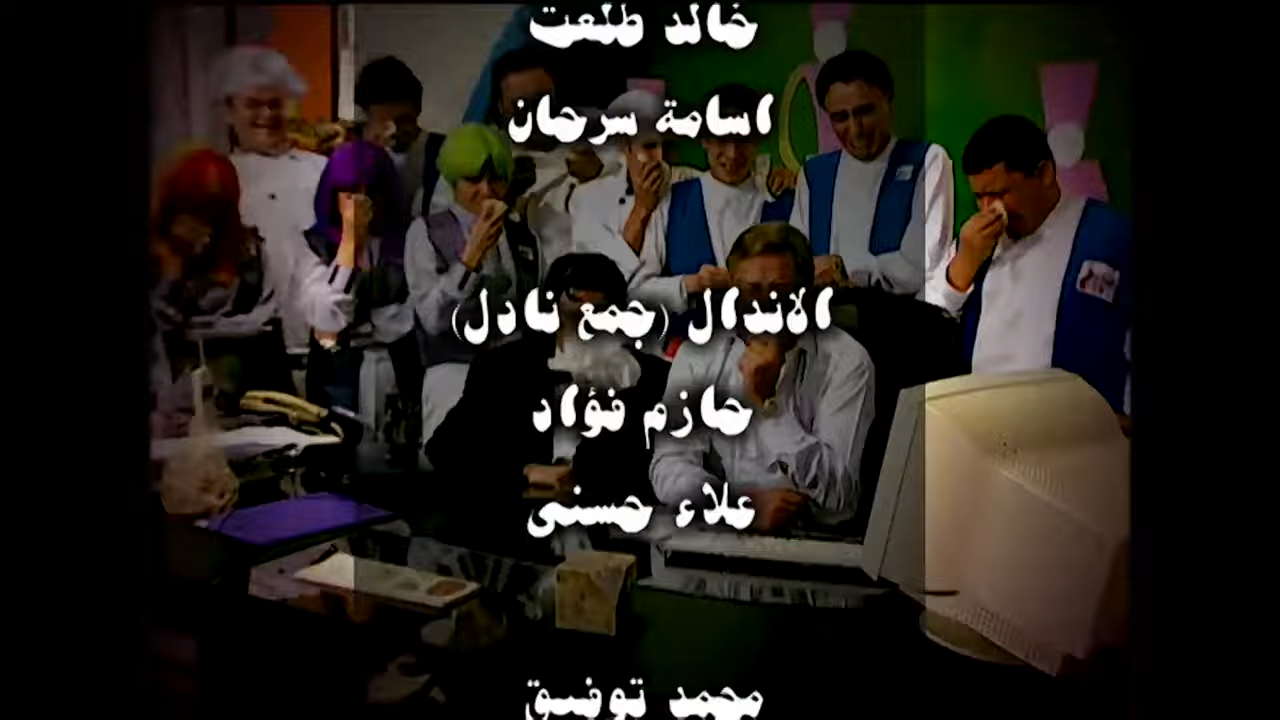 خالد طلعت
اسامة سرحان
الاندال (جمع نادل)
حازم فؤاد
علاء حسنى
محمد توفيق